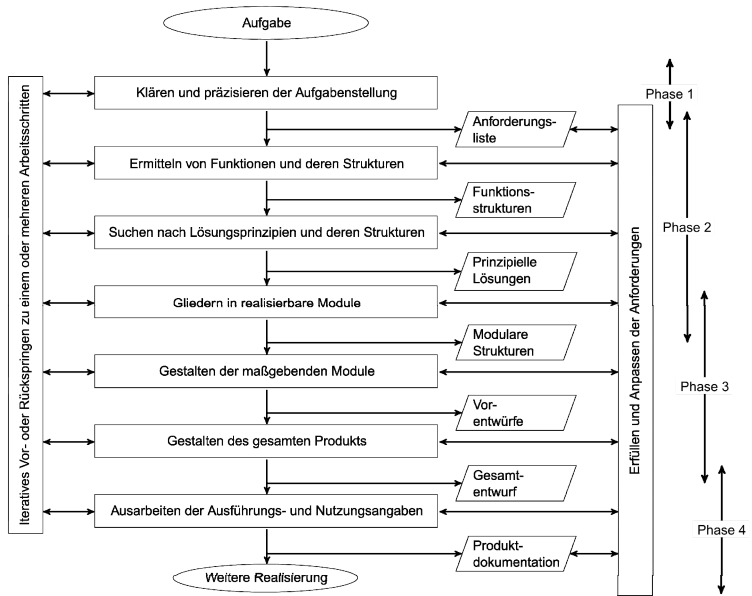 Aufgabe
Klären und präzisieren der Aufgabenstellung
Phase 1
Anforderungs-
liste
Ermitteln von Funktionen und deren Strukturen
Funktions-
strukturen
Phase 2
Suchen nach Lösungsprinzipien und deren Strukturen
Prinzipielle
Lösungen
Gliedern in realisierbare Module
Modulare
Strukturen
Gestalten der maßgebenden Module
Phase 3
Vor-
entwürfe
Gestalten des gesamten Produkts
Gesamt-
entwurf
Ausarbeiten der Ausführungs- und Nutzungsangaben
Phase 4
Produkt-
dokumentation
Weitere Realisierung
Iteratives Vor- oder Rückspringen zu einem oder mehreren Arbeitsschritten
Erfüllen und Anpassen der Anforderungen